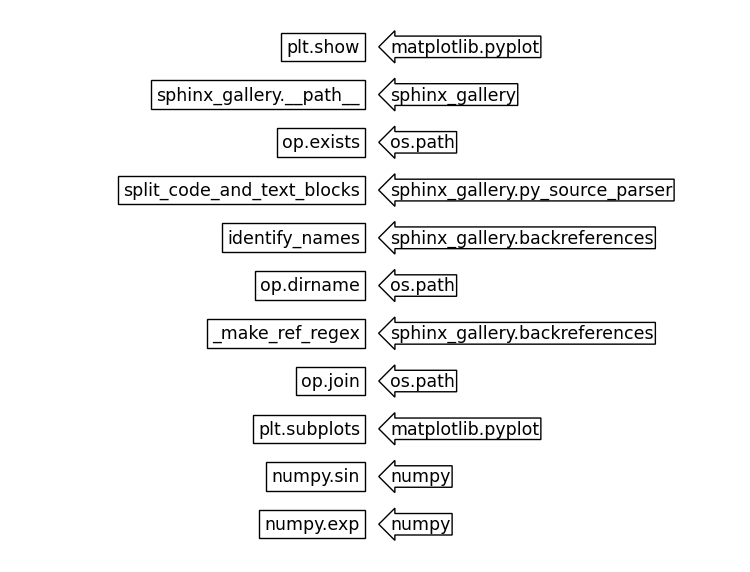 plt.show matplotlib.pyplot
sphinx_gallery.__path__ sphinx_gallery
op.exists os.path
split_code_and_text_blocks sphinx_gallery.py_source_parser
identify_names sphinx_gallery.backreferences
op.dirname os.path
_make_ref_regex sphinx_gallery.backreferences
op.join os.path
plt.subplots matplotlib.pyplot
numpy.sin numpy
numpy.exp numpy